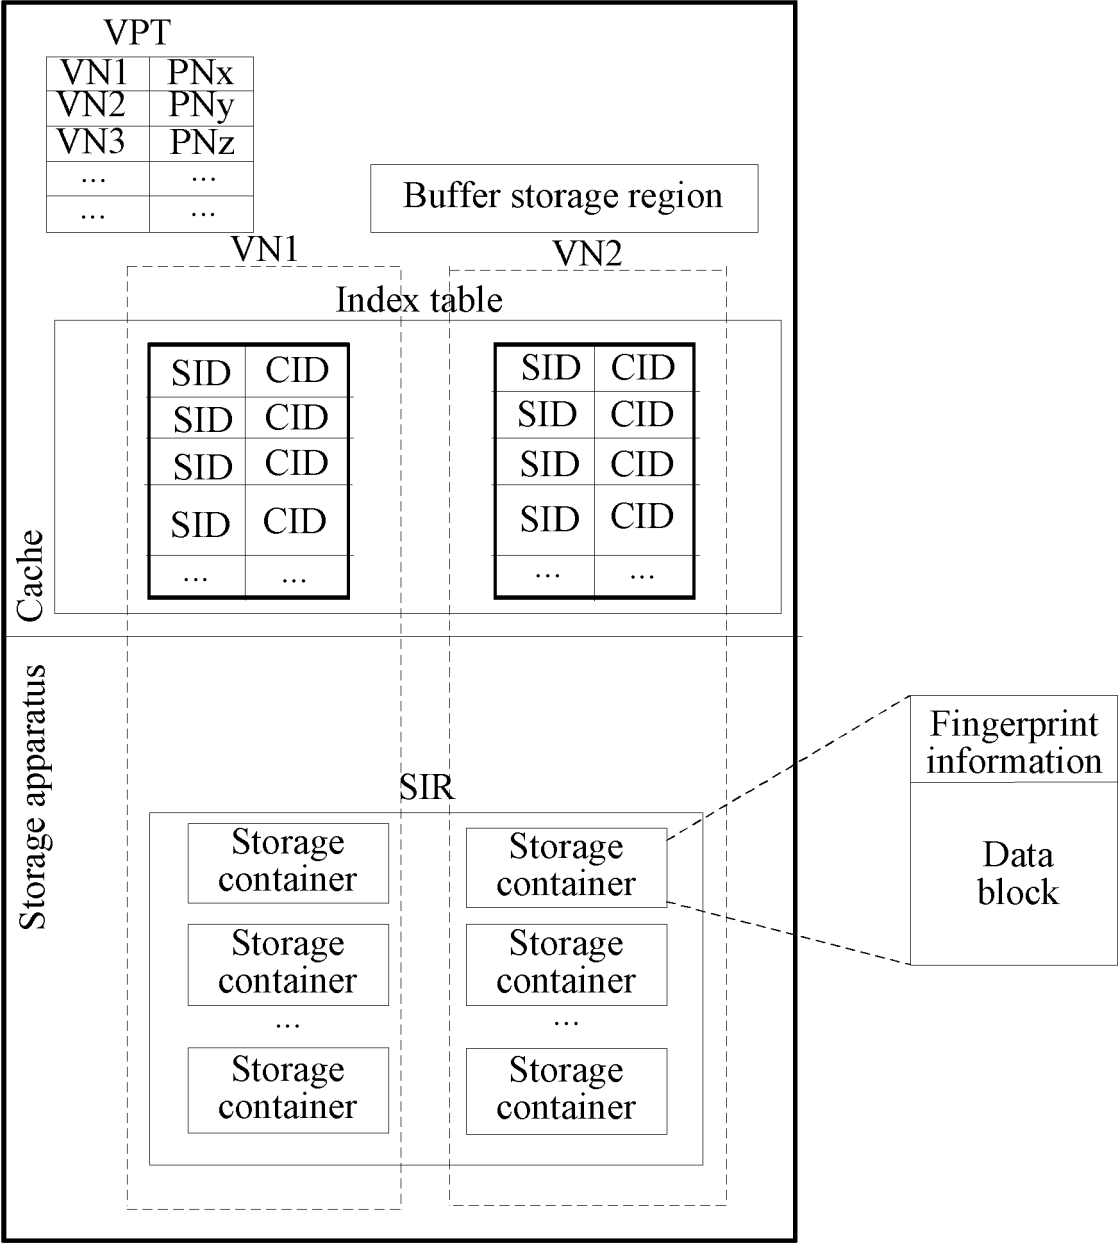 VPT
VN1 PNx
VN2 PNy
VN3 PNz
... ...
... ...
Buffer storage region
VN1
VN2
Index table
SID CID
SID CID
SID CID
SID CID
... ...
SID CID
SID CID
SID CID
SID CID
... ...
Cache
Storage apparatus
SIR
Storage
container
Storage
container
...
Storage
container
Storage
container
Storage
container
...
Storage
container
Fingerprint
information
Data
block